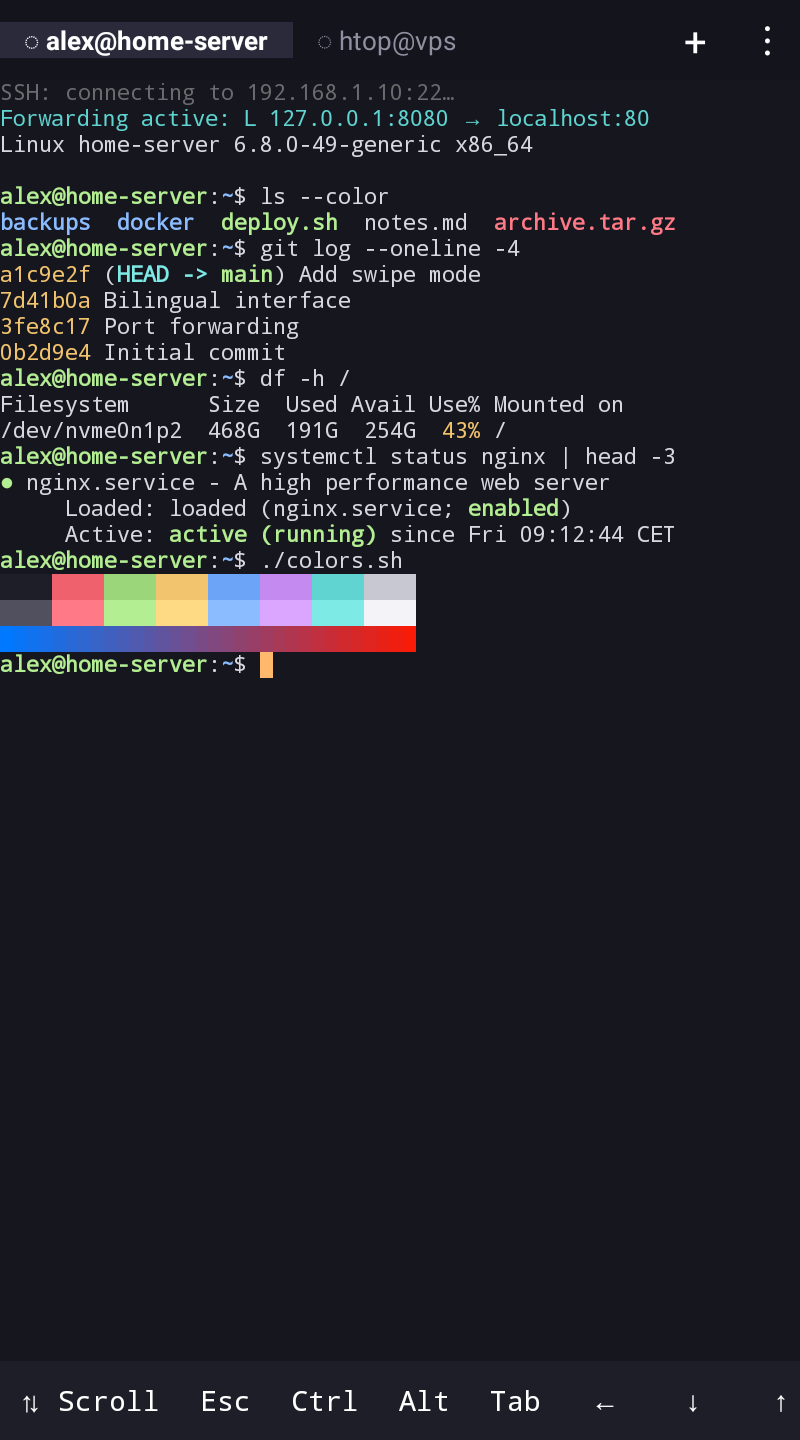 ◌ alex@home-server ◌ htop@vps + ⋮
SSH: connecting to 192.168.1.10:22…
Forwarding active: L 127.0.0.1:8080 → localhost:80
Linux home-server 6.8.0-49-generic x86_64
alex@home-server:~$ ls --color
backups  docker  deploy.sh  notes.md  archive.tar.gz
alex@home-server:~$ git log --oneline -4
a1c9e2f (HEAD -> main) Add swipe mode
7d41b0a Bilingual interface
3fe8c17 Port forwarding
0b2d9e4 Initial commit
alex@home-server:~$ df -h /
Filesystem      Size  Used Avail Use% Mounted on
/dev/nvme0n1p2  468G  191G  254G  43% /
alex@home-server:~$ systemctl status nginx | head -3
● nginx.service - A high performance web server
     Loaded: loaded (nginx.service; enabled)
     Active: active (running) since Fri 09:12:44 CET
alex@home-server:~$ ./colors.sh
alex@home-server:~$
⇅ Scroll Esc Ctrl Alt Tab ← ↓ ↑